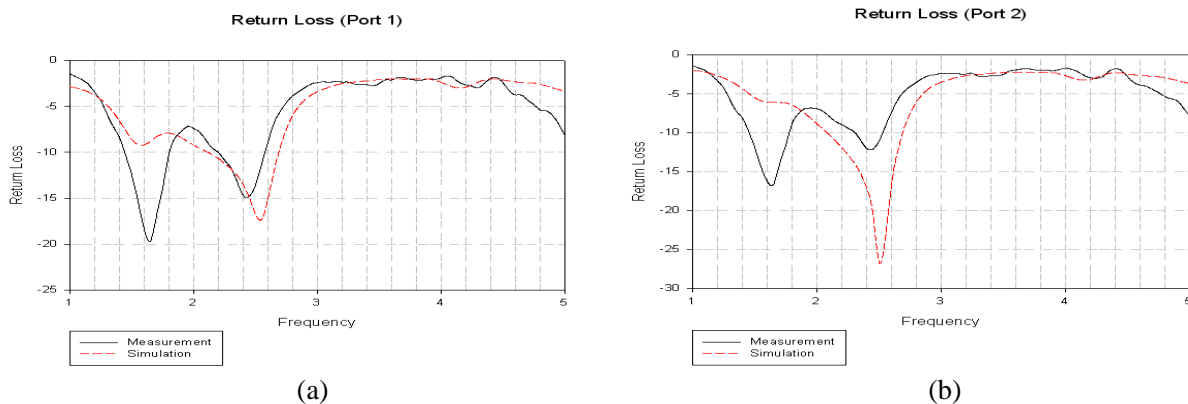 Return Loss (Port 1)
0
-5
-10
-15
-20
-25
Return Loss
1
2
3
4
5
Frequency
Measurement
Simulation
(a)
Return Loss (Port 2)
0
-5
-10
-15
-20
-25
-30
Return Loss
1
2
3
4
5
Frequency
Measurement
Simulation
(b)